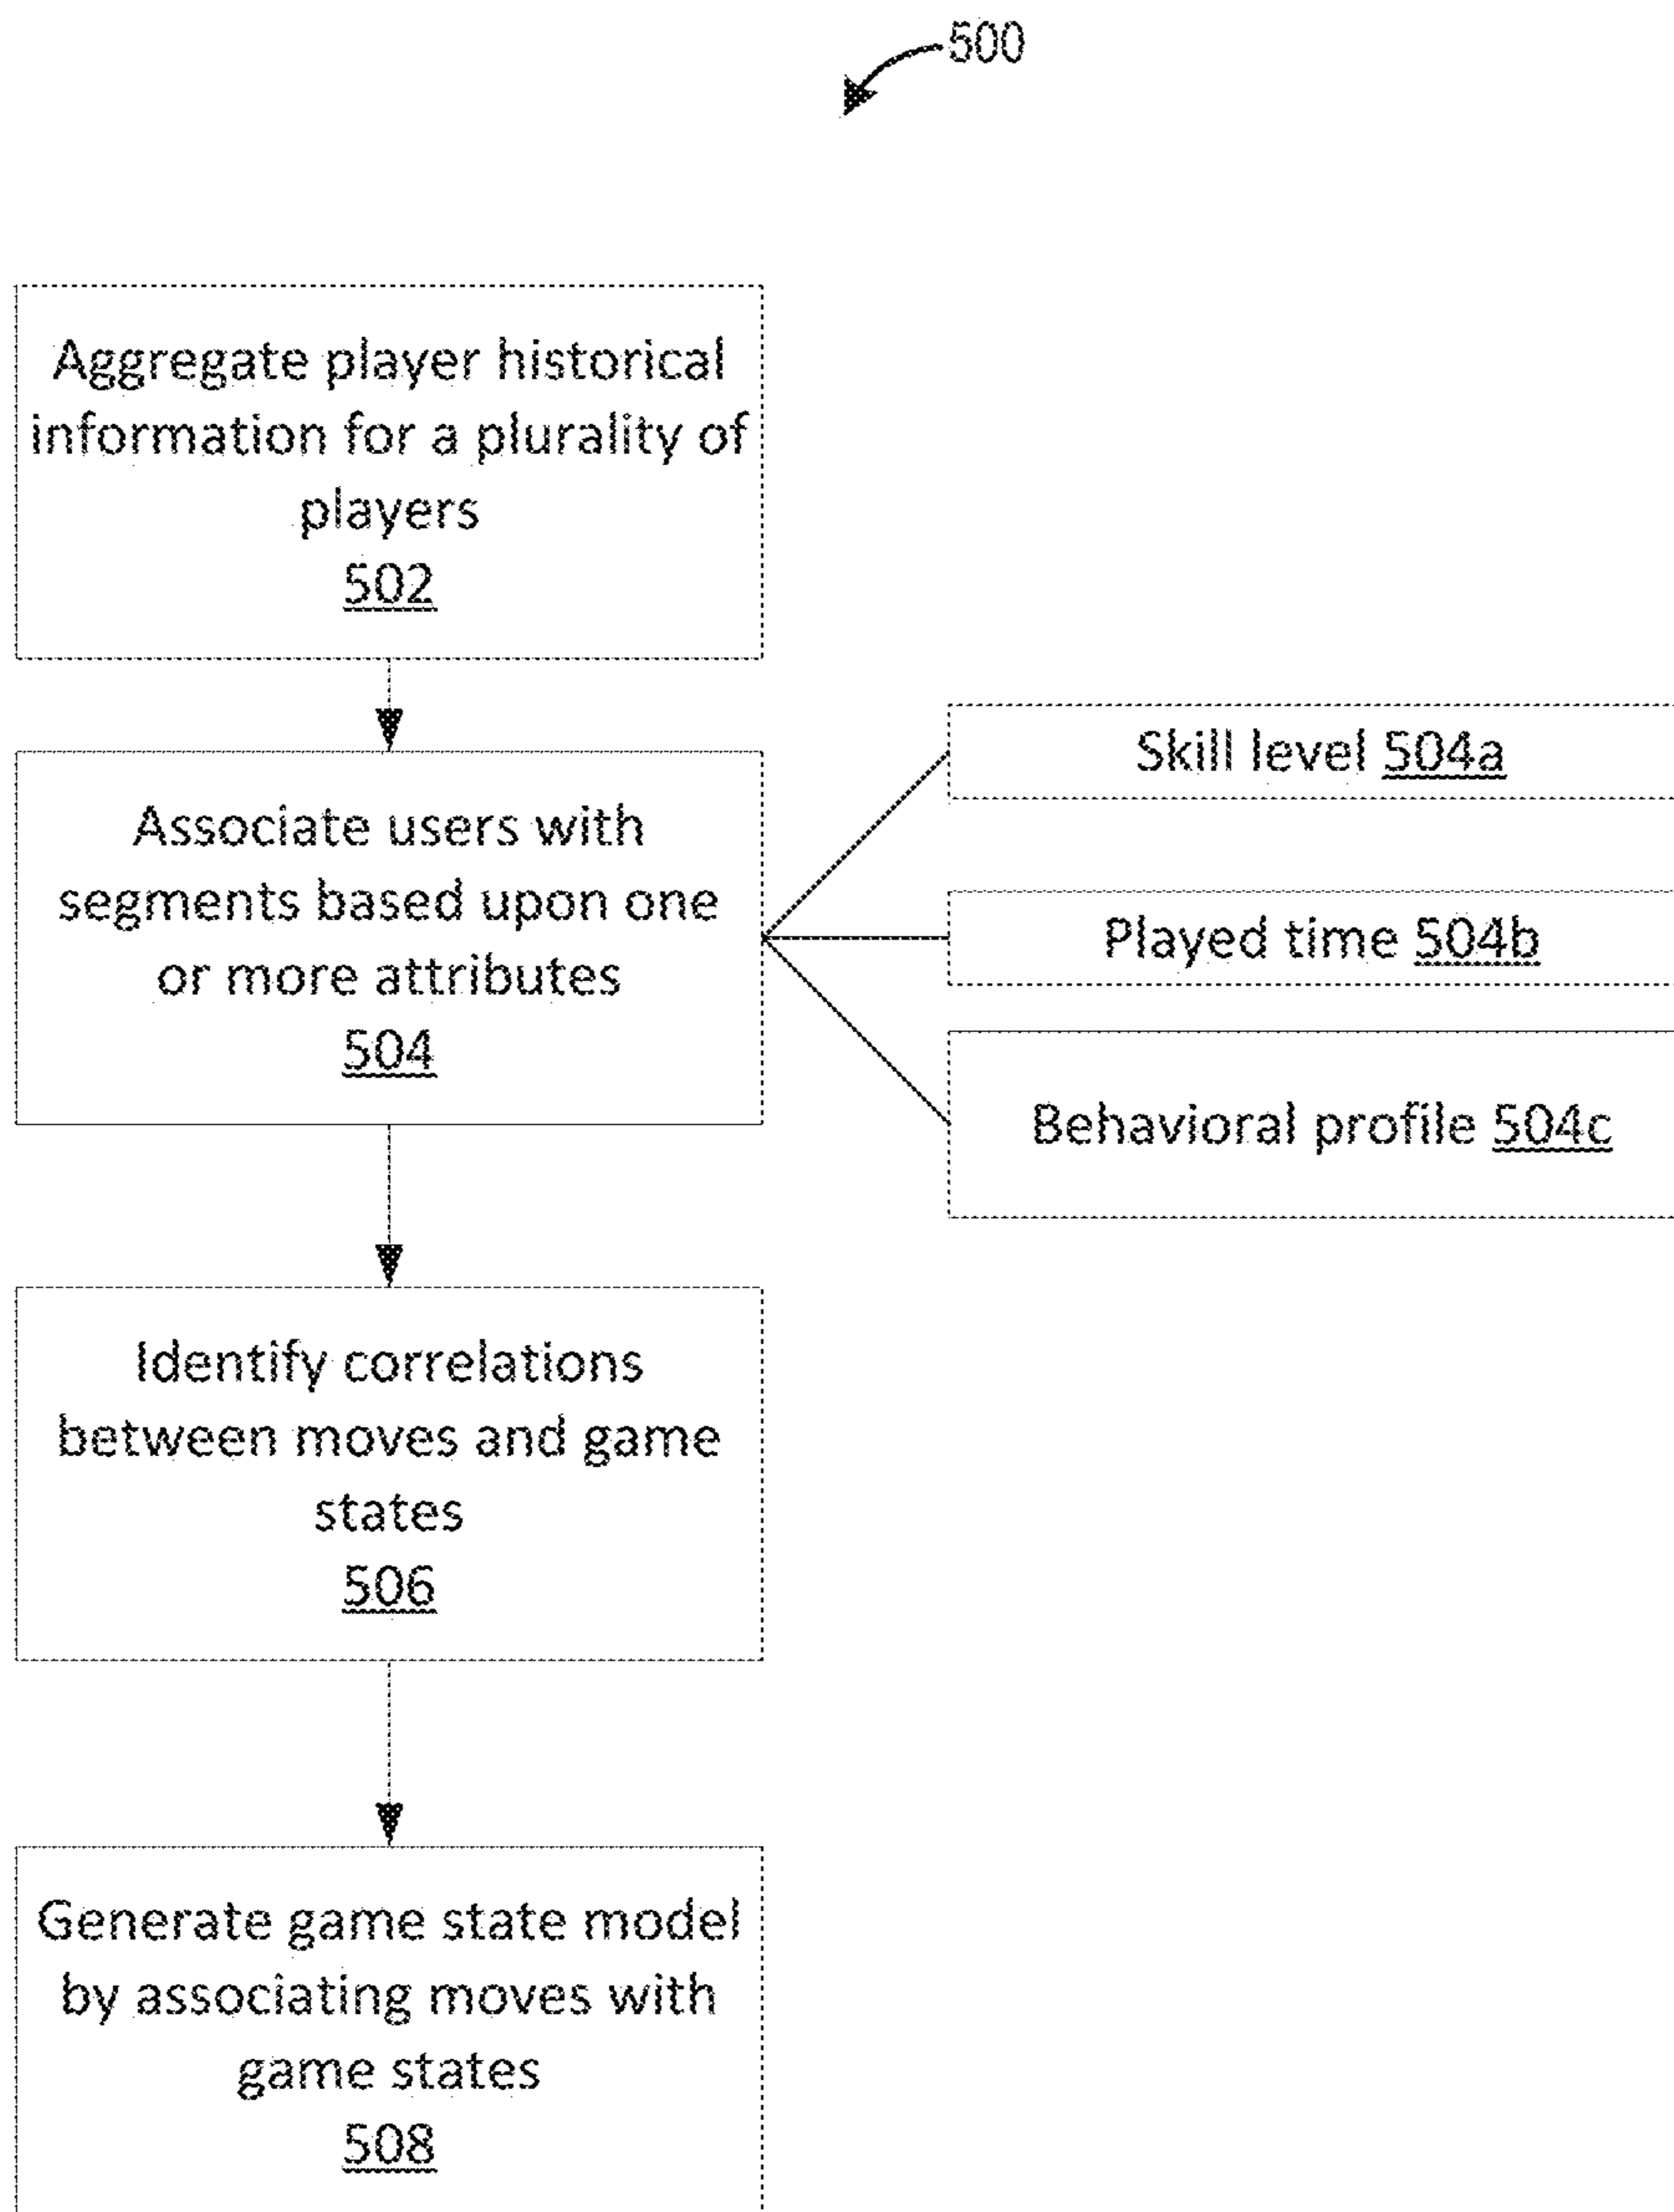 500
Aggregate player historical
information for a plurality of
players
502
Associate users with
segments based upon one
or more attributes
504
Skill level 504a
Played time 504b
Behavioral profile 504c
Identify correlations
between moves and game
states
506
Generate game state model
by associating moves with
game states
508